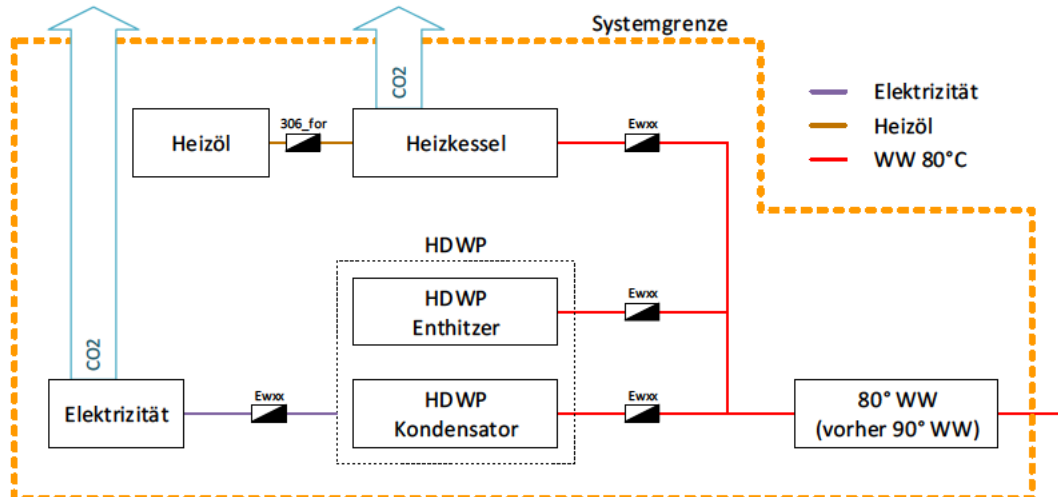 Systemgrenze
CO2
CO2
Elektrizität
Heizöl
WW 80°C
Heizöl
306_for
Heizkessel
Ewxx
HDWP
HDWP
Enthitzer
Ewxx
Elektrizität
Ewxx
HDWP
Kondensator
Ewxx
80° WW
(vorher 90° WW)